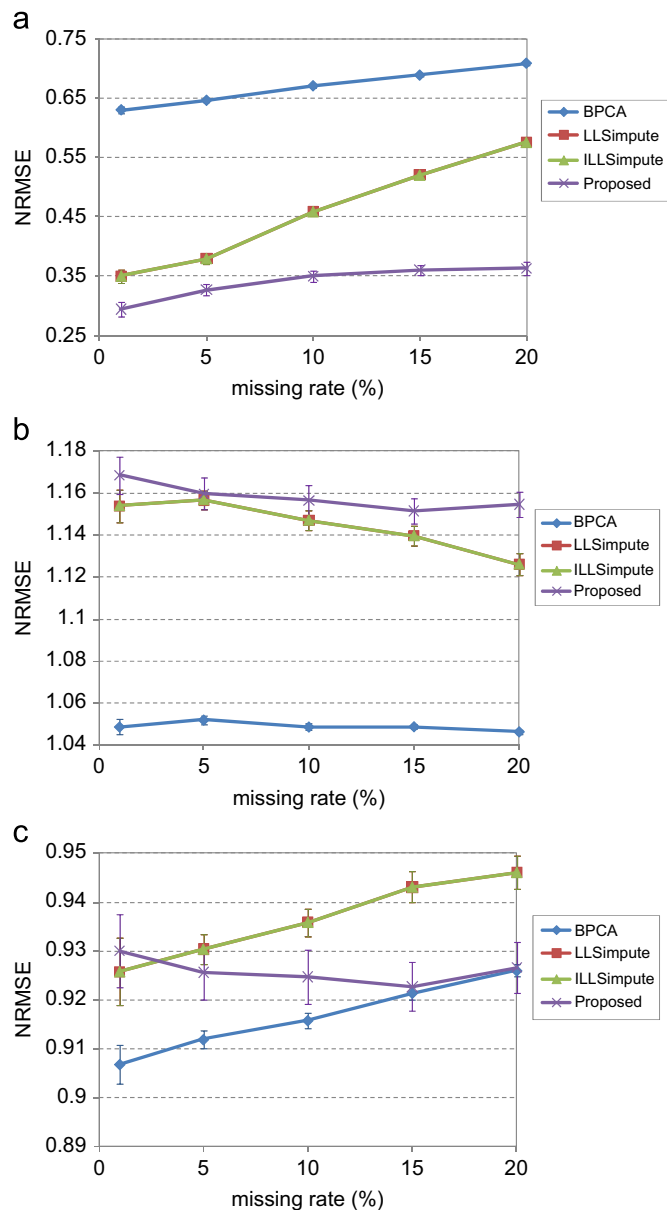 a
0.75
0.65
0.55
0.45
0.35
0.25
NRMSE
0 5 10 15 20
missing rate (%)
BPCA
LLSimpute
ILLSimpute
Proposed
b
1.18
1.16
1.14
1.12
1.1
1.08
1.06
1.04
NRMSE
0 5 10 15 20
missing rate (%)
BPCA
LLSimpute
ILLSimpute
Proposed
c
0.95
0.94
0.93
0.92
0.91
0.9
0.89
NRMSE
0 5 10 15 20
missing rate (%)
BPCA
LLSimpute
ILLSimpute
Proposed